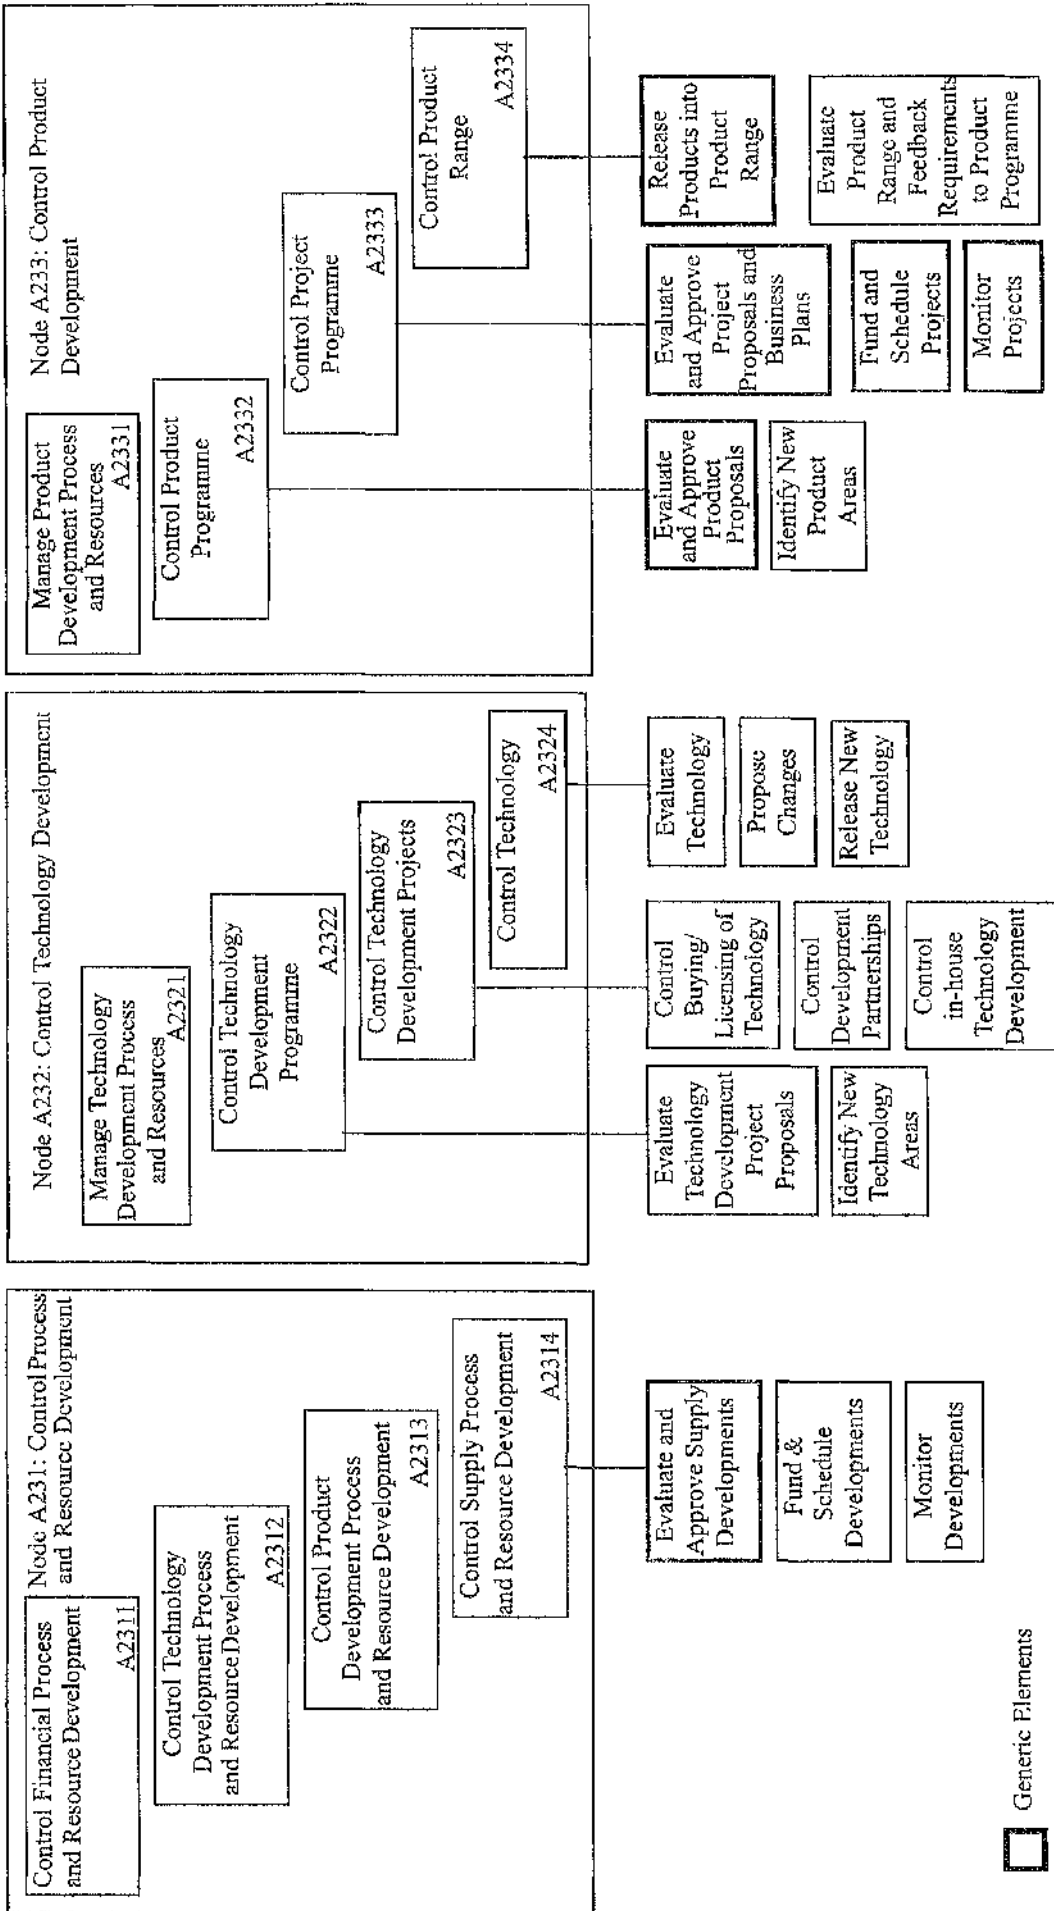 Node A231: Control Process
and Resource Development
Control Financial Process
and Resource Development
A2311
Control Technology
Development Process
and Resource Development
A2312
Control Product
Development Process
and Resource Development
A2313
Control Supply Process
and Resource Development
A2314
Evaluate and
Approve Supply
Developments
Fund &
Schedule
Developments
Monitor
Developments
Node A232: Control Technology Development
Manage Technology
Development Process
and Resources
A2321
Control Technology
Development
Programme
A2322
Control Technology
Development Projects
A2323
Control Technology
A2324
Evaluate
Technology
Development
Project
Proposals
Identify New
Technology
Areas
Control
Buying/
Licensing of
Technology
Control
Development
Partnerships
Control
in-house
Technology
Development
Evaluate
Technology
Propose
Changes
Release New
Technology
Node A233: Control Product
Development
Manage Product
Development Process
and Resources
A2331
Control Product
Programme
A2332
Control Project
Programme
A2333
Control Product
Range
A2334
Evaluate
and Approve
Product
Proposals
Identify New
Product
Areas
Evaluate
and Approve
Project
Proposals and
Business
Plans
Fund and
Schedule
Projects
Monitor
Projects
Release
Products into
Product
Range
Evaluate
Product
Range and
Feedback
Requirements
to Product
Programme
Generic Elements